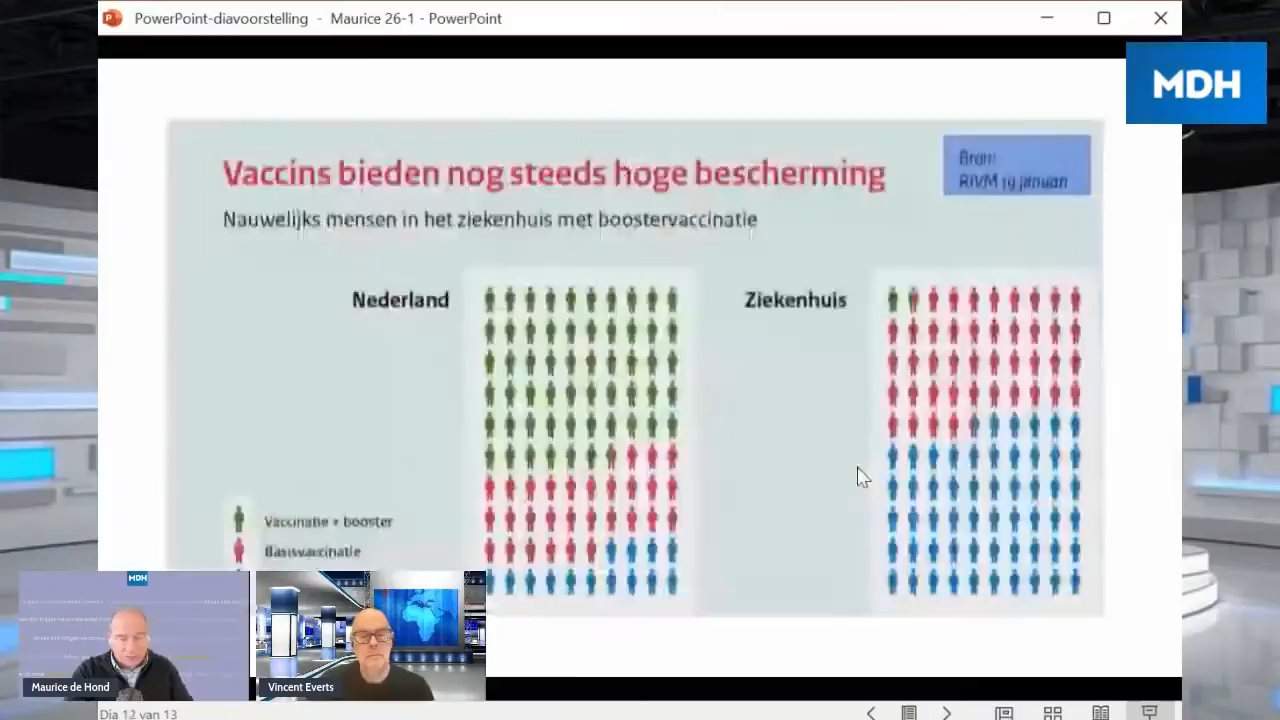 PowerPoint-diavoorstelling - Maurice 26-1 - PowerPoint
MDH
Vaccins bieden nog steeds hoge bescherming
Bron:
RIVM 19 januari
Nauwelijks mensen in het ziekenhuis met boostervaccinatie
Nederland
Ziekenhuis
Vaccinatie + booster
Basisvaccinatie
MDH
Maurice de Hond
Vincent Everts
Dia 12 van 13